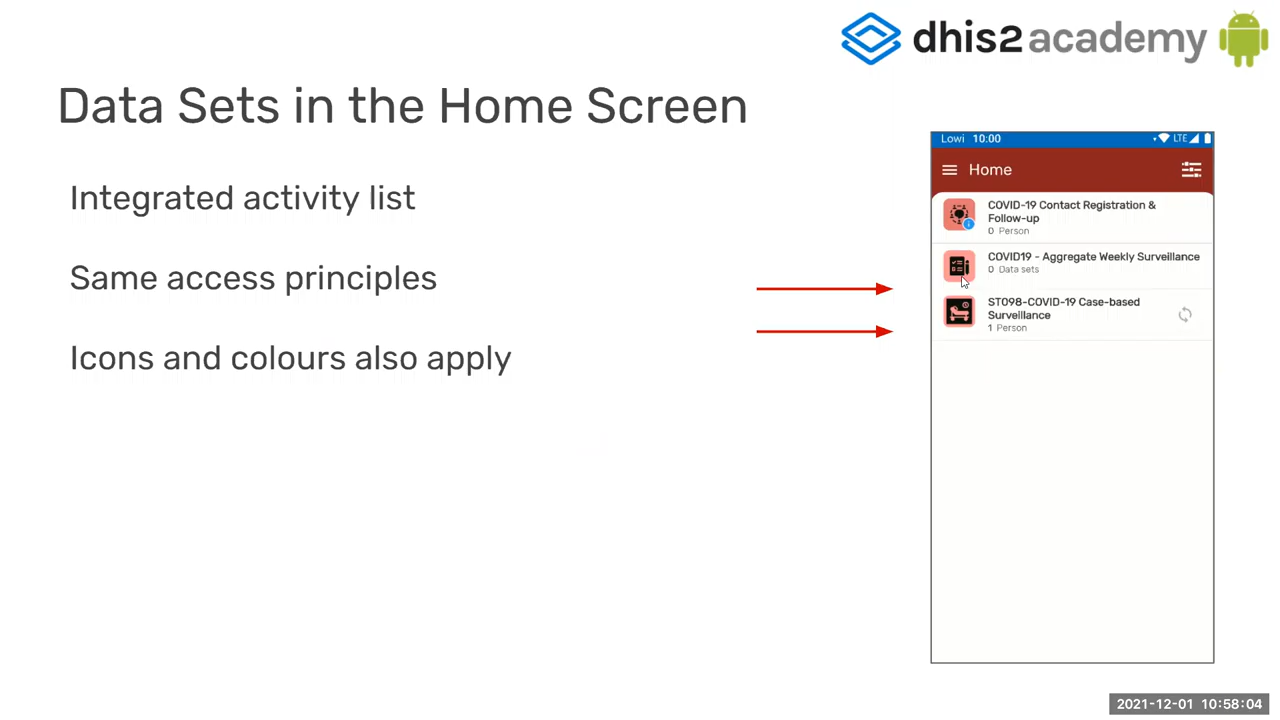 dhis2 academy
Data Sets in the Home Screen
Integrated activity list
Same access principles
Icons and colours also apply
Lowi 10:00 LTE
Home
COVID-19 Contact Registration &
Follow-up
0 Person
COVID19 - Aggregate Weekly Surveillance
0 Data sets
ST098-COVID-19 Case-based
Surveillance
1 Person
2021-12-01 10:58:04